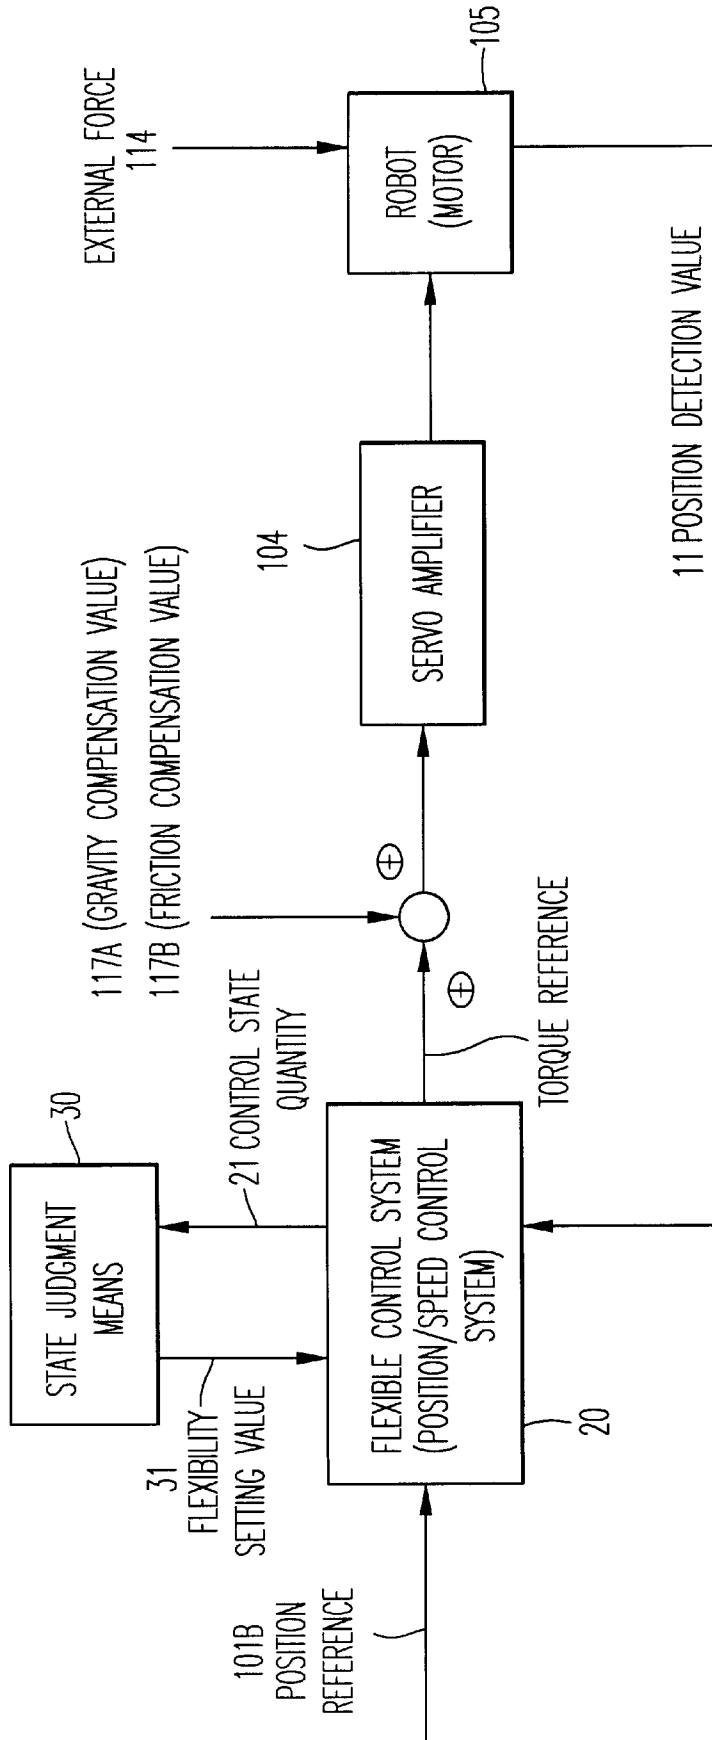 STATE JUDGMENT
MEANS
30
31
FLEXIBILITY
SETTING VALUE
21 CONTROL STATE
QUANTITY
101B
POSITION
REFERENCE
FLEXIBLE CONTROL SYSTEM
(POSITION/SPEED CONTROL
SYSTEM)
20
TORQUE REFERENCE
117A (GRAVITY COMPENSATION VALUE)
117B (FRICTION COMPENSATION VALUE)
+
+
104
SERVO AMPLIFIER
EXTERNAL FORCE
114
ROBOT
(MOTOR)
105
11 POSITION DETECTION VALUE